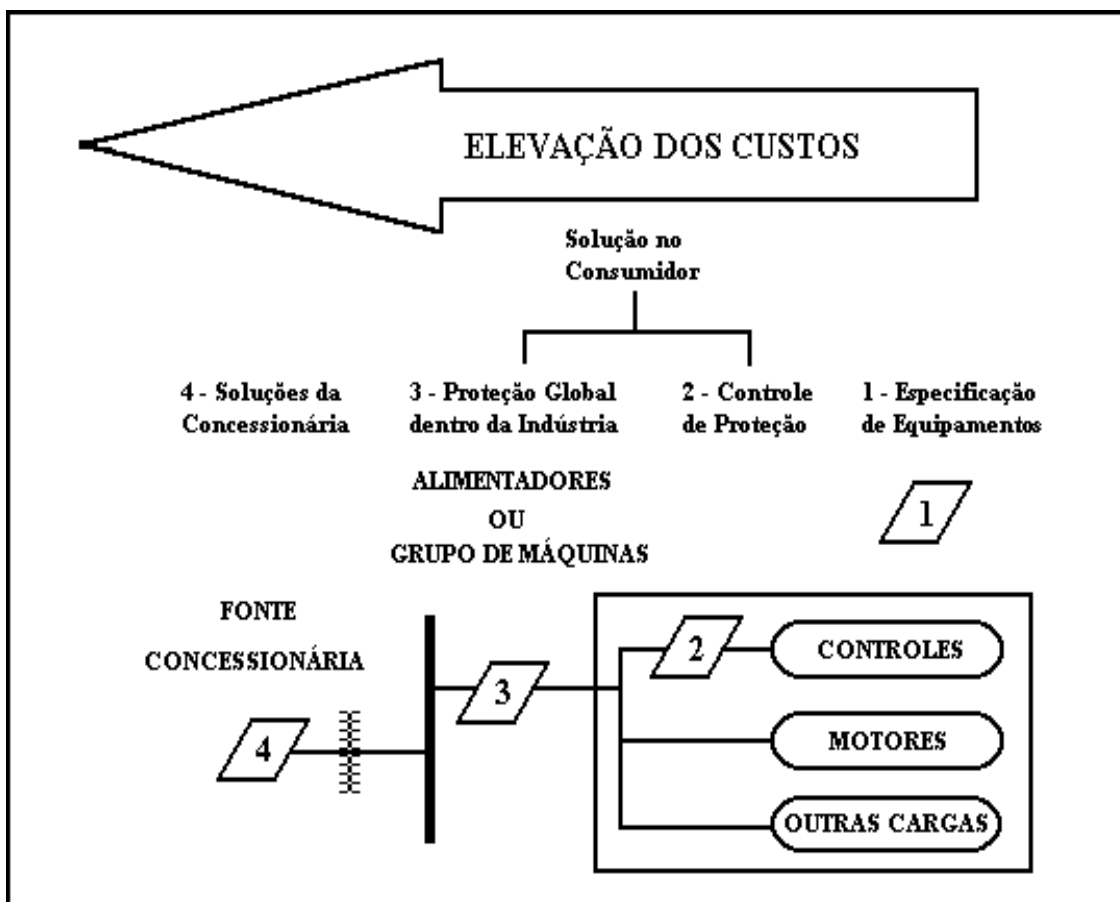 ELEVAÇÃO DOS CUSTOS
Solução no
Consumidor
4 - Soluções da
Concessionária
3 - Proteção Global
dentro da Indústria
2 - Controle
de Proteção
1 - Especificação
de Equipamentos
ALIMENTADORES
OU
GRUPO DE MÁQUINAS
1
FONTE
CONCESSIONÁRIA
4
3
2
CONTROLES
MOTORES
OUTRAS CARGAS